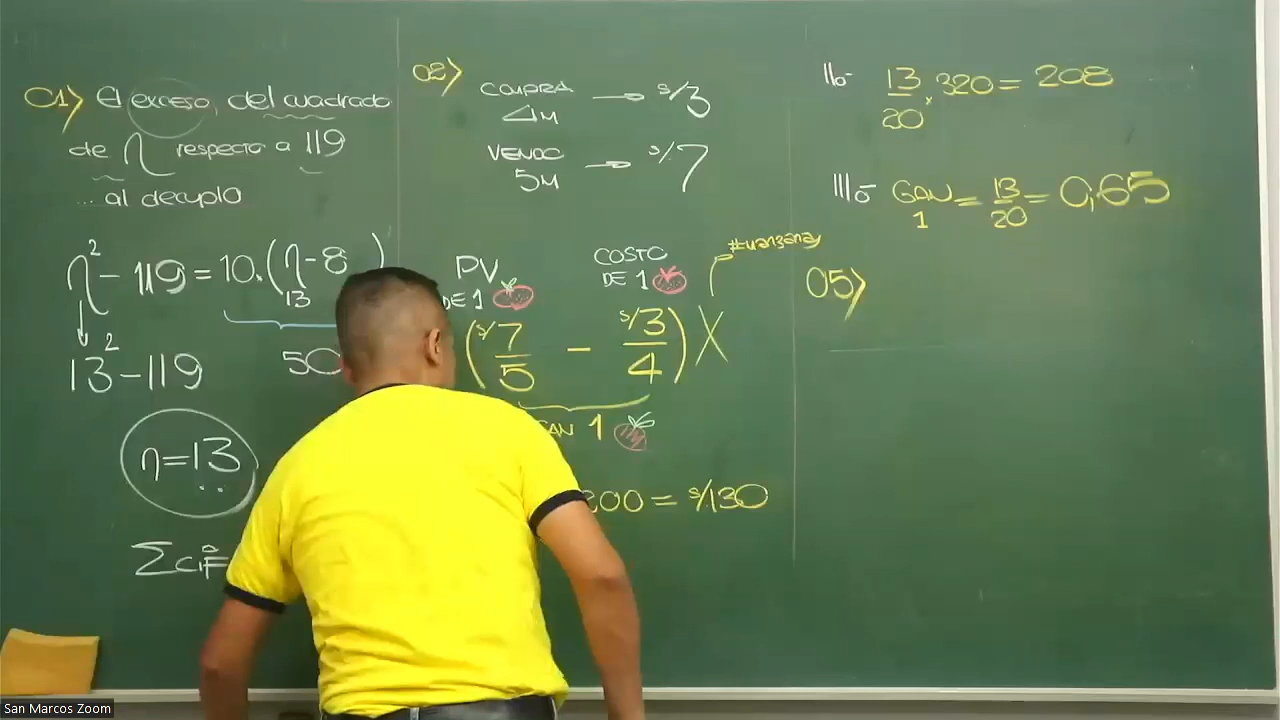 01> El exceso, del cuadrado
de n respecto a 119
... al decuplo
n² - 119 = 10.(n - 8)
13
13² - 119
50
n = 13
Σcif
02>
COMPRA
4M → S/3
VENDE
5M → S/7
PV
DE 1
COSTO
DE 1
#manzanas
(S/7/5 - S/3/4) X
GAN 1
200 = S/130
II.- 13/20 × 320 = 208
III.- GAN 1 = 13/20 = 0,65
05>
San Marcos Zoom